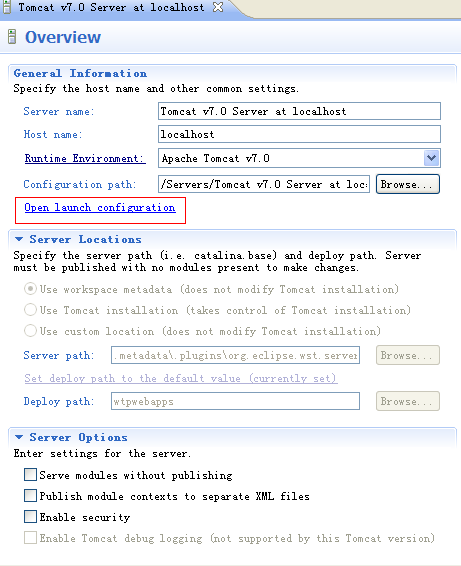 Tomcat v7.0 Server at localhost
Overview
General Information
Specify the host name and other common settings.
Server name: Tomcat v7.0 Server at localhost
Host name: localhost
Runtime Environment: Apache Tomcat v7.0
Configuration path: /Servers/Tomcat v7.0 Server at loc Browse...
Open launch configuration
Server Locations
Specify the server path (i.e. catalina.base) and deploy path. Server
must be published with no modules present to make changes.
Use workspace metadata (does not modify Tomcat installation)
Use Tomcat installation (takes control of Tomcat installation)
Use custom location (does not modify Tomcat installation)
Server path: .metadata\.plugins\org.eclipse.wst.server Browse...
Set deploy path to the default value (currently set)
Deploy path: wtpwebapps Browse...
Server Options
Enter settings for the server.
Serve modules without publishing
Publish module contexts to separate XML files
Enable security
Enable Tomcat debug logging (not supported by this Tomcat version)